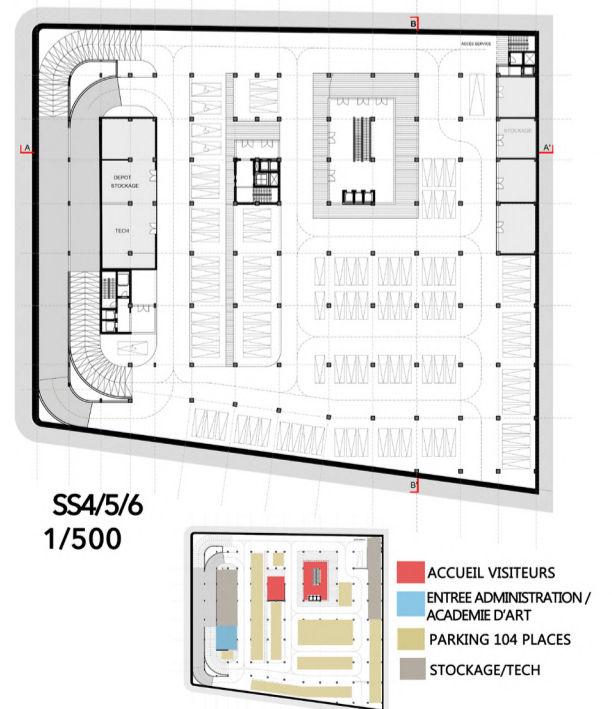 B
ACCES SERVICE
STOCKAGE
A
A'
DEPOT
STOCKAGE
TECH
B'
SS4/5/6
1/500
ACCUEIL VISITEURS
ENTREE ADMINISTRATION /
ACADEMIE D'ART
PARKING 104 PLACES
STOCKAGE/TECH